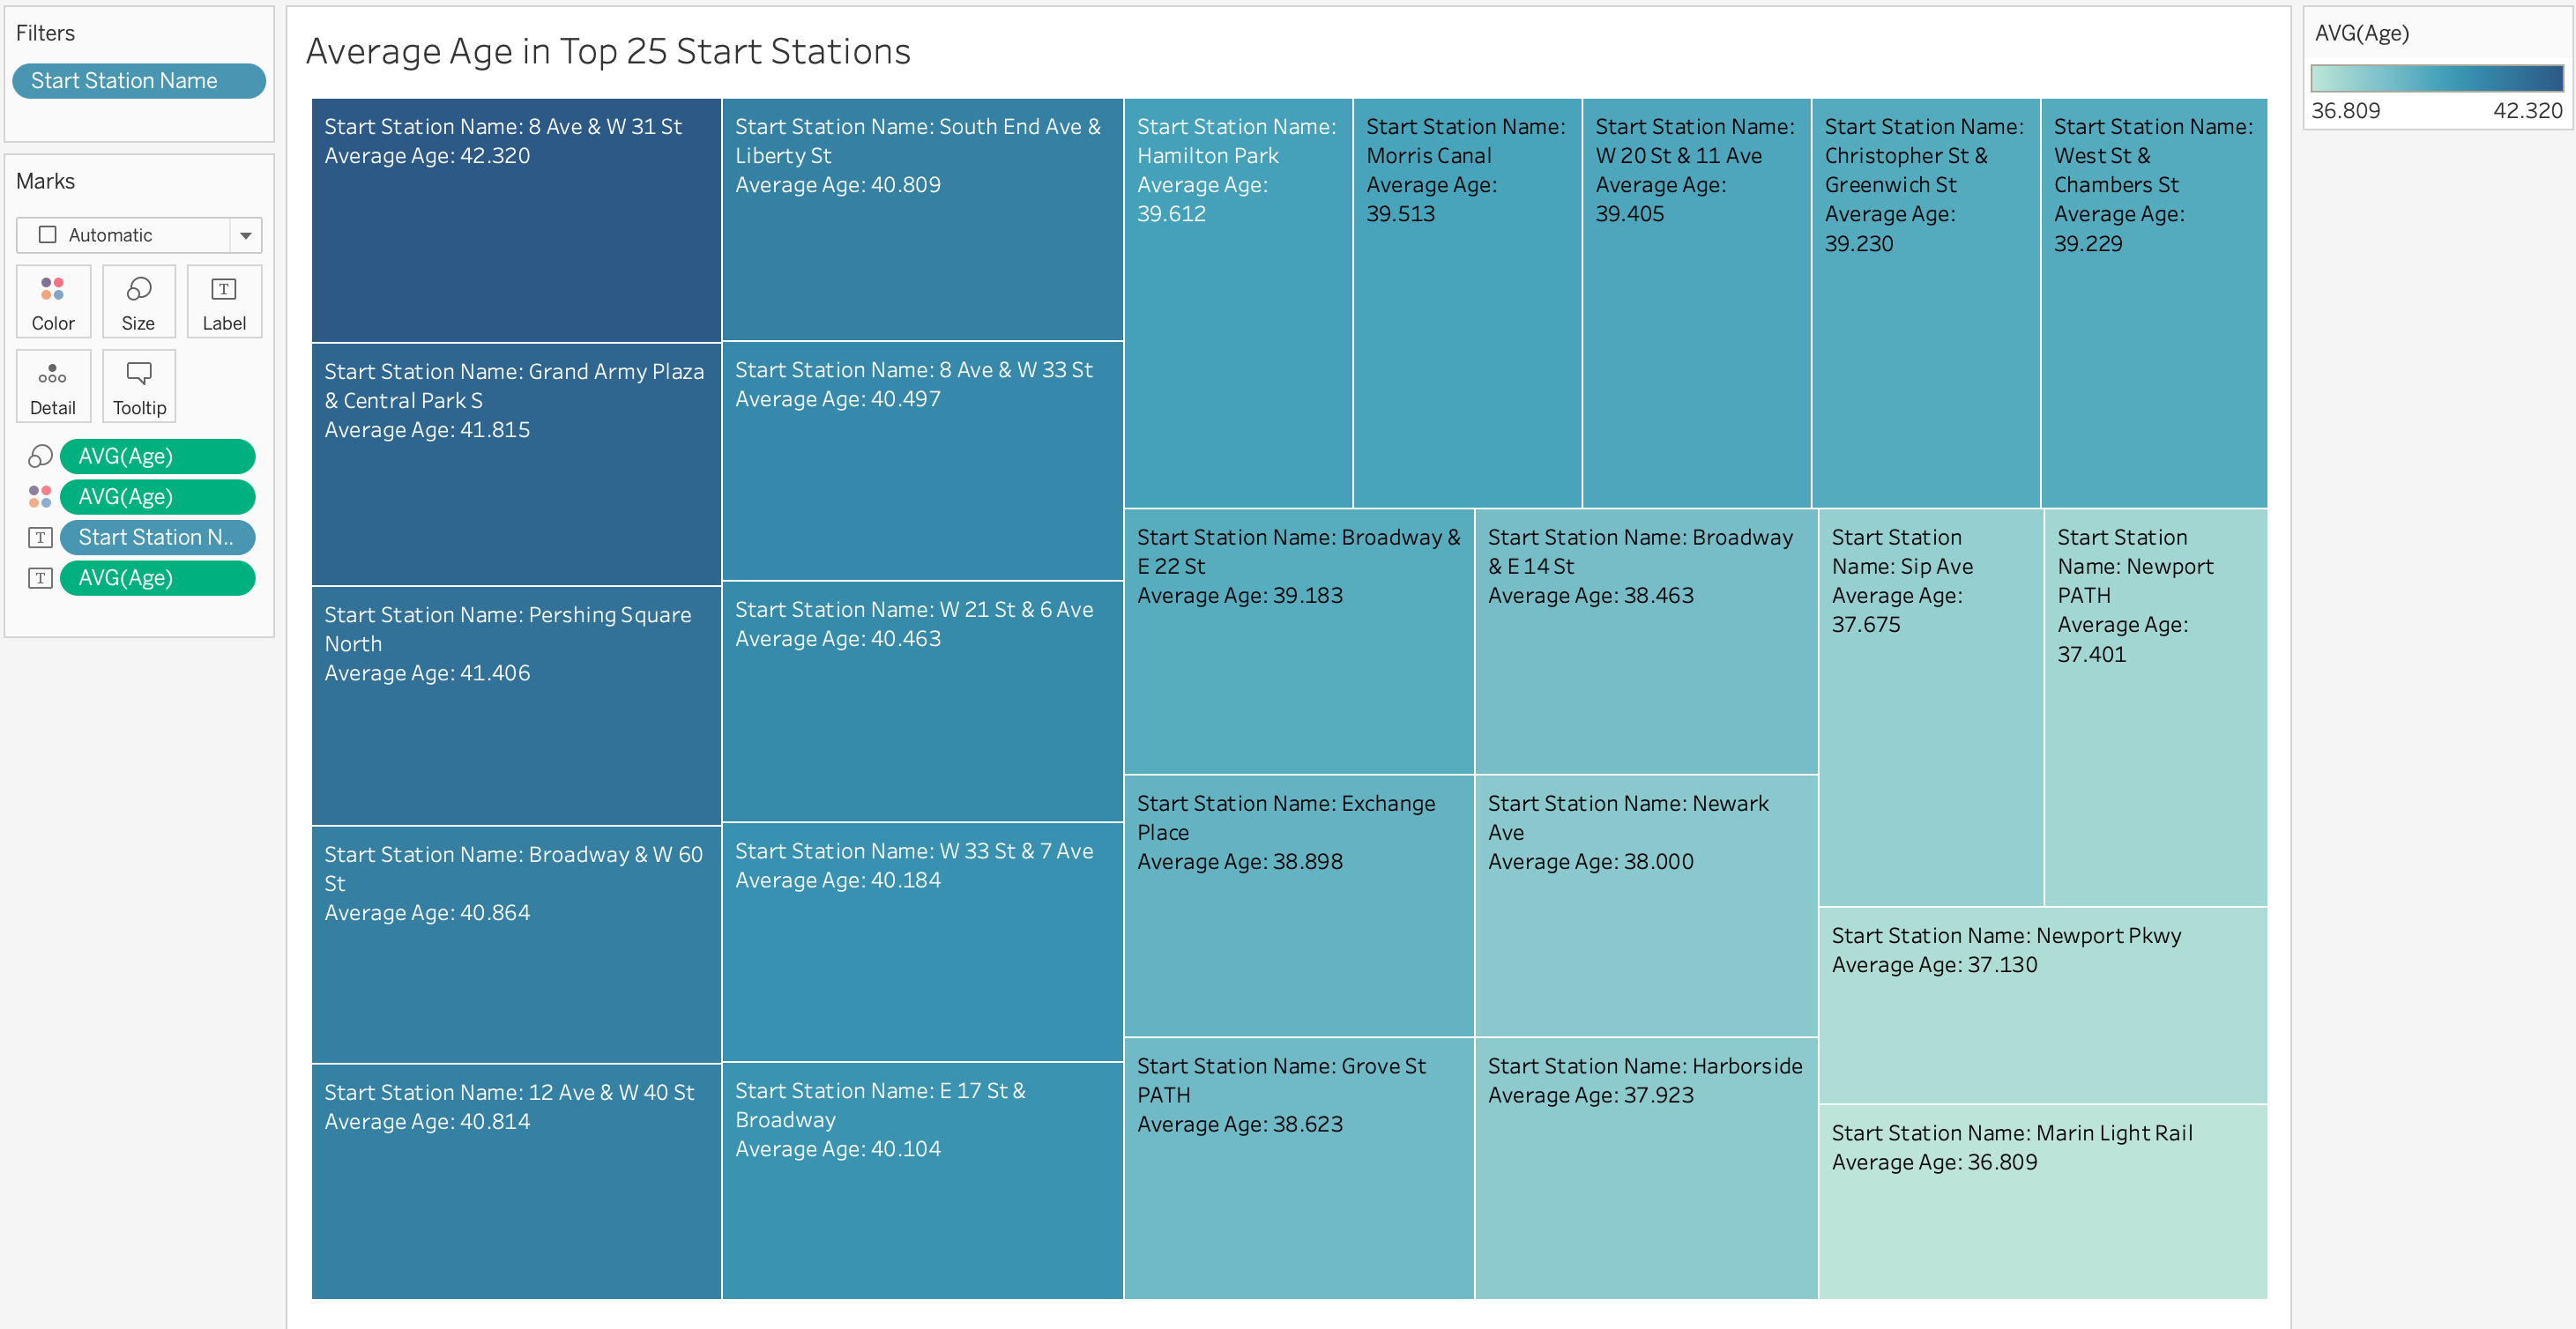 Filters
Start Station Name
Marks
Automatic
Color
Size
Label
Detail
Tooltip
AVG(Age)
AVG(Age)
T
Start Station N..
T
AVG(Age)
Average Age in Top 25 Start Stations
Start Station Name: 8 Ave & W 31 St
Average Age: 42.320
Start Station Name: Grand Army Plaza
& Central Park S
Average Age: 41.815
Start Station Name: Pershing Square
North
Average Age: 41.406
Start Station Name: Broadway & W 60
St
Average Age: 40.864
Start Station Name: 12 Ave & W 40 St
Average Age: 40.814
Start Station Name: South End Ave &
Liberty St
Average Age: 40.809
Start Station Name: 8 Ave & W 33 St
Average Age: 40.497
Start Station Name: W 21 St & 6 Ave
Average Age: 40.463
Start Station Name: W 33 St & 7 Ave
Average Age: 40.184
Start Station Name: E 17 St &
Broadway
Average Age: 40.104
Start Station Name:
Hamilton Park
Average Age:
39.612
Start Station Name:
Morris Canal
Average Age:
39.513
Start Station Name:
W 20 St & 11 Ave
Average Age:
39.405
Start Station Name:
Christopher St &
Greenwich St
Average Age:
39.230
Start Station Name:
West St &
Chambers St
Average Age:
39.229
Start Station Name: Broadway &
E 22 St
Average Age: 39.183
Start Station Name: Exchange
Place
Average Age: 38.898
Start Station Name: Grove St
PATH
Average Age: 38.623
Start Station Name: Broadway
& E 14 St
Average Age: 38.463
Start Station Name: Newark
Ave
Average Age: 38.000
Start Station Name: Harborside
Average Age: 37.923
Start Station
Name: Sip Ave
Average Age:
37.675
Start Station
Name: Newport
PATH
Average Age:
37.401
Start Station Name: Newport Pkwy
Average Age: 37.130
Start Station Name: Marin Light Rail
Average Age: 36.809
AVG(Age)
36.809
42.320